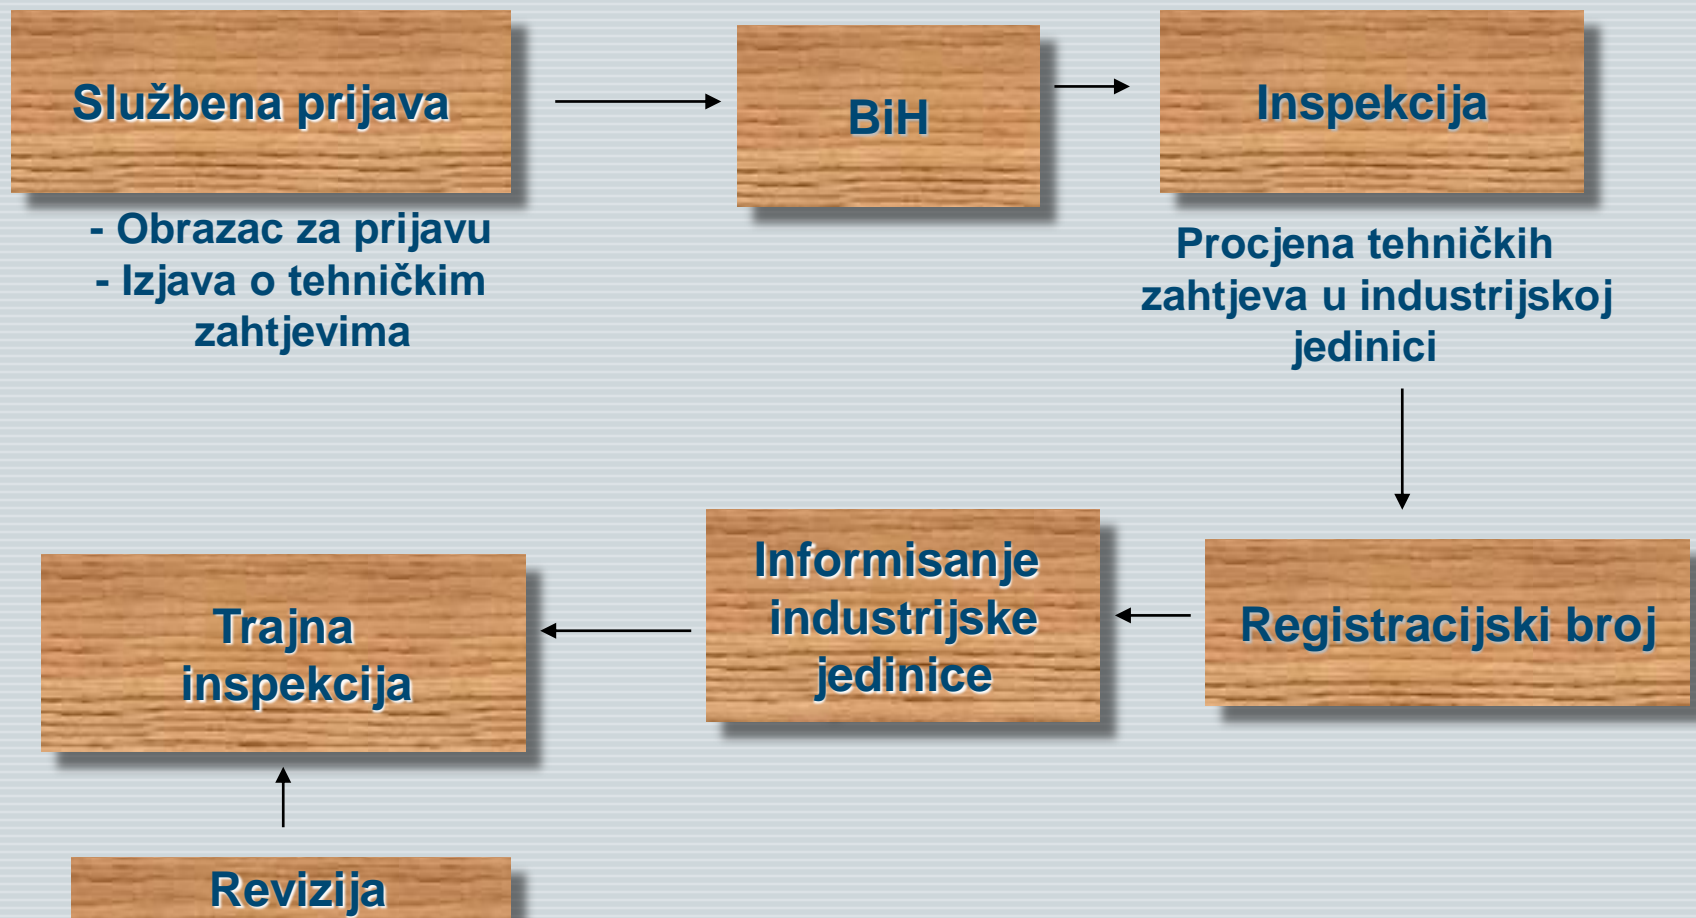 Službena prijava
- Obrazac za prijavu
- Izjava o tehničkim
zahtjevima
BiH
Inspekcija
Procjena tehničkih
zahtjeva u industrijskoj
jedinici
Registracijski broj
Informisanje
industrijske
jedinice
Trajna
inspekcija
Revizija